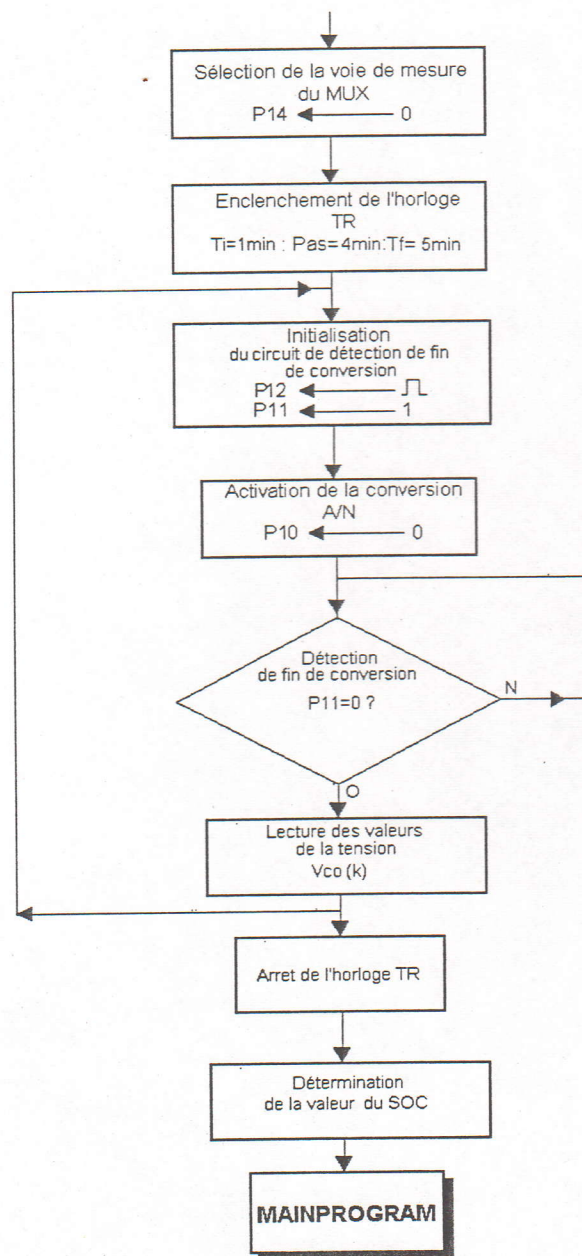 Sélection de la voie de mesure
du MUX
P14 0
Enclenchement de l'horloge
TR
Ti=1min : Pas=4min:Tf= 5min
Initialisation
du circuit de détection de fin
de conversion
P12
P11 1
Activation de la conversion
A/N
P10 0
Détection
de fin de conversion
P11=0 ?
N
O
Lecture des valeurs
de la tension
Vco (k)
Arret de l'horloge TR
Détermination
de la valeur du SOC
MAINPROGRAM